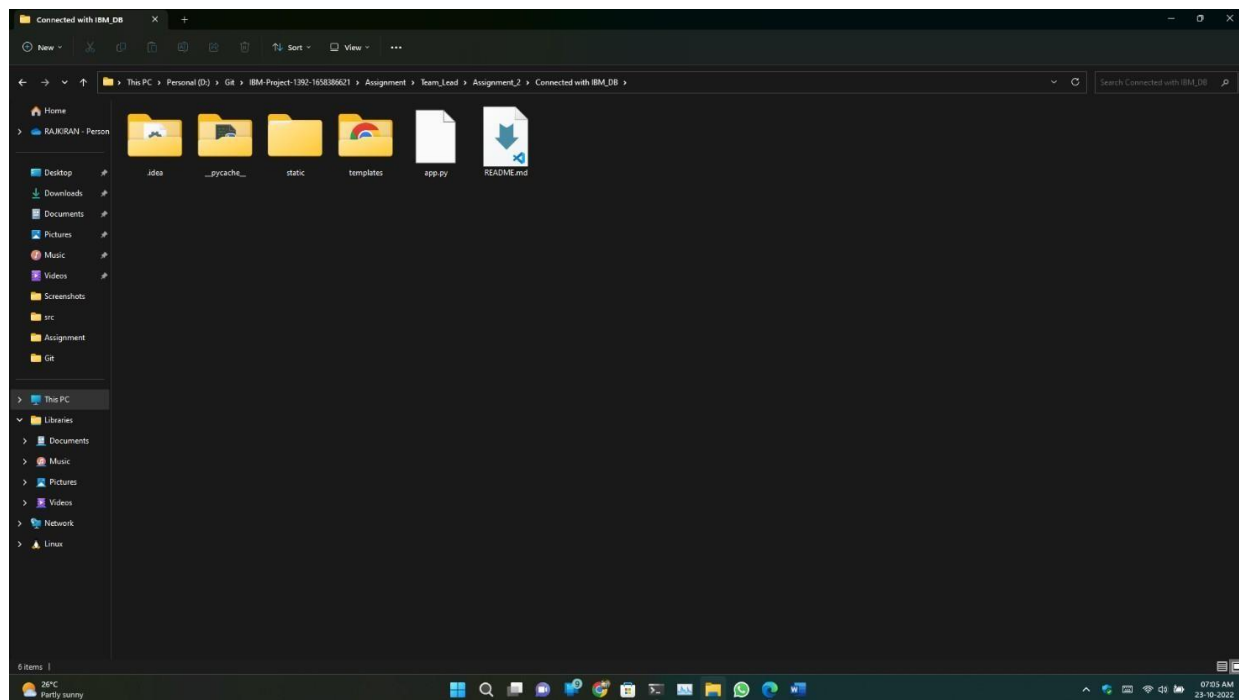 Connected with IBM_DB
New
Sort
View
This PC > Personal (D:) > Git > IBM-Project-1392-1658386621 > Assignment > Team_Lead > Assignment_2 > Connected with IBM_DB >
Search Connected with IBM_DB
Home
RAJKIRAN - Person
Desktop
Downloads
Documents
Pictures
Music
Videos
Screenshots
src
Assignment
Git
This PC
Libraries
Documents
Music
Pictures
Videos
Network
Linux
.idea
__pycache__
static
templates
app.py
README.md
6 items
26°C
Partly sunny
9
07:05 AM
23-10-2022